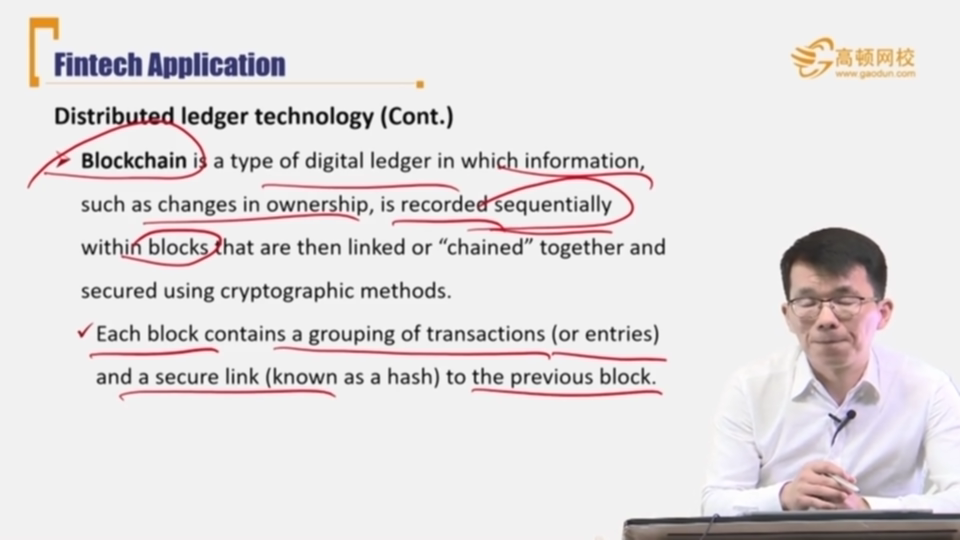 Fintech Application
高顿网校
www.gaodun.com
Distributed ledger technology (Cont.)
➤ Blockchain is a type of digital ledger in which information,
such as changes in ownership, is recorded sequentially
within blocks that are then linked or “chained” together and
secured using cryptographic methods.
✓Each block contains a grouping of transactions (or entries)
and a secure link (known as a hash) to the previous block.